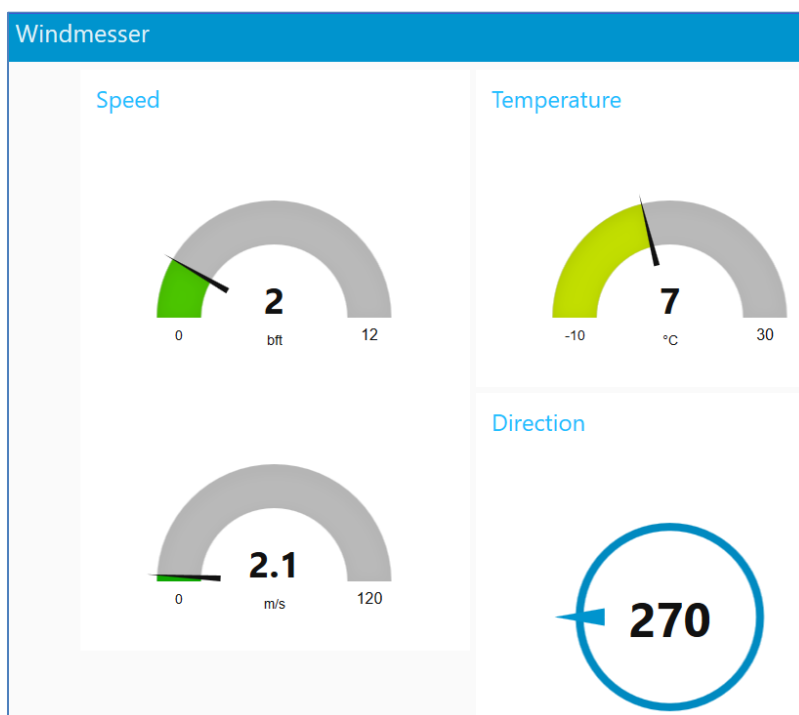 Windmesser
Speed
2
0
bft
12
2.1
0
m/s
120
Temperature
7
-10
°C
30
Direction
270